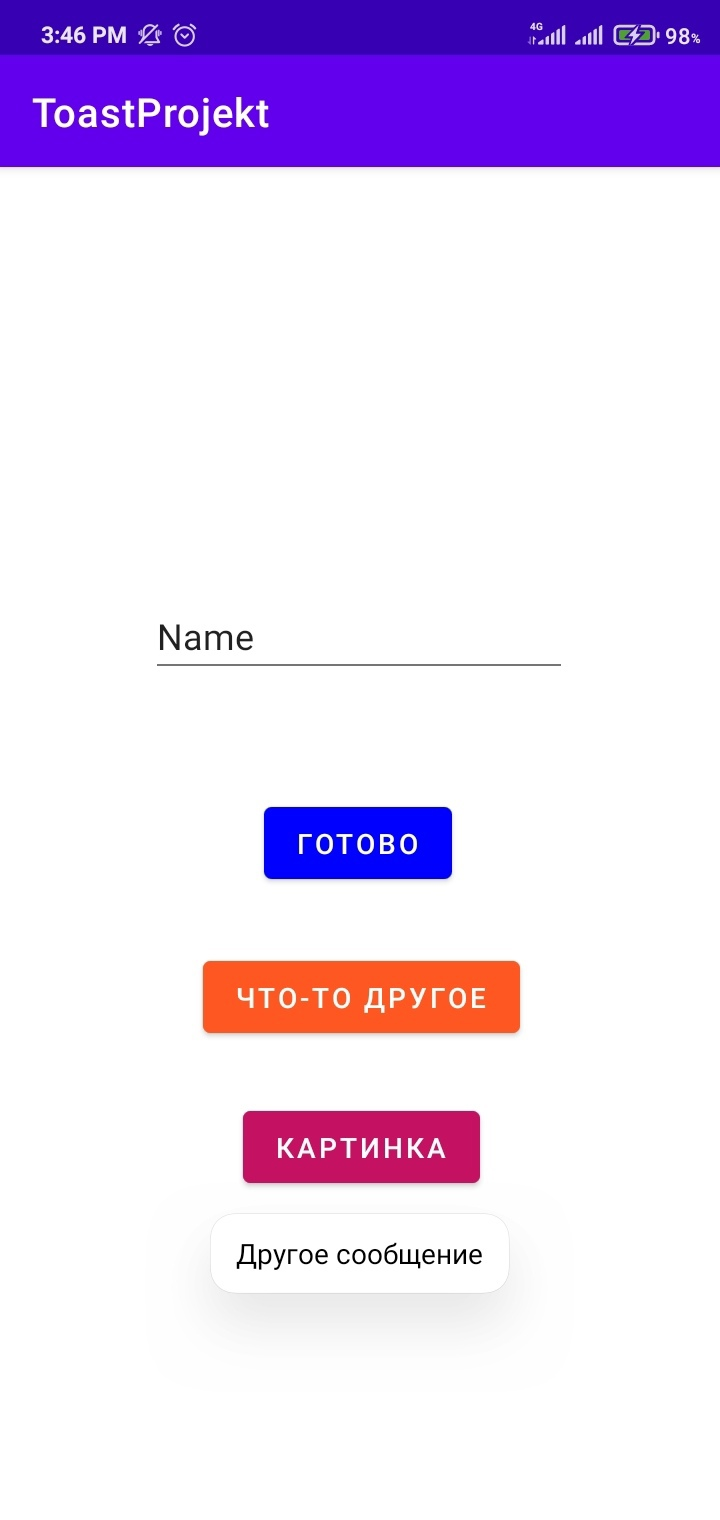 3:46 PM 4G 98%
ToastProjekt
Name
ГОТОВО
ЧТО-ТО ДРУГОЕ
КАРТИНКА
Другое сообщение